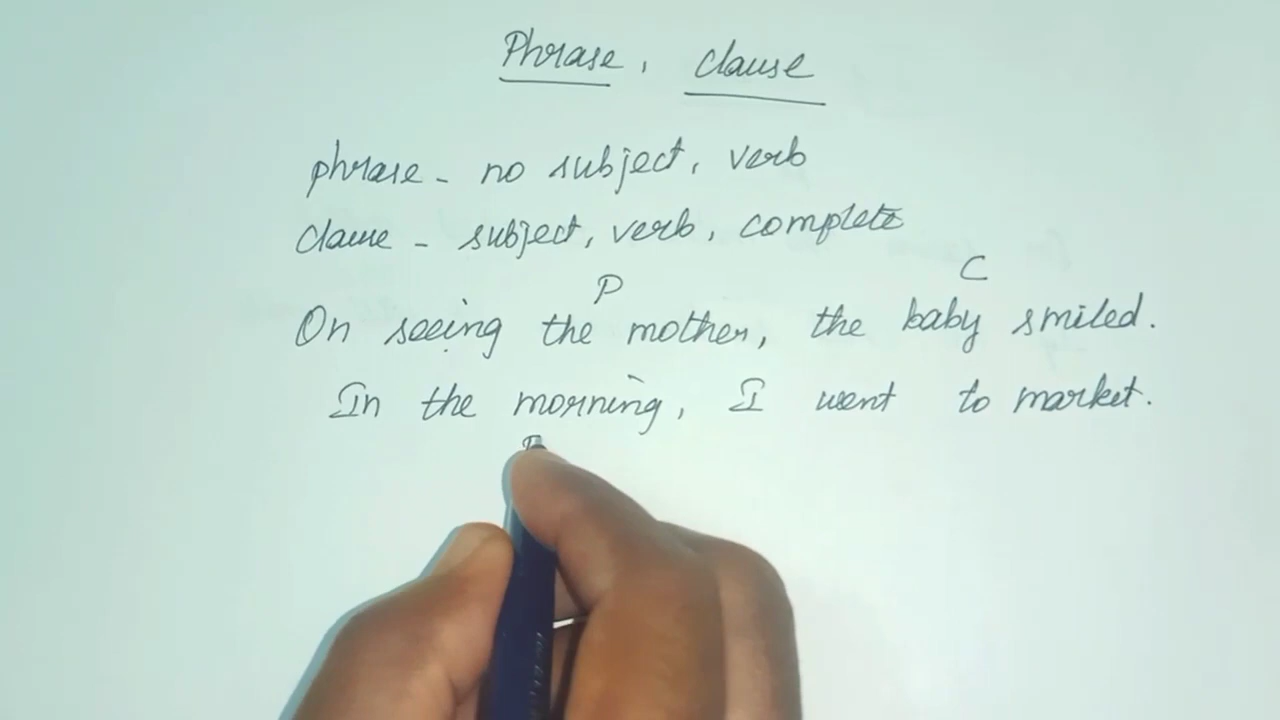 Phrase, Clause
phrase - no subject, verb
clause - subject, verb, complete
P C
On seeing the mother, the baby smiled.
In the morning, I went to market.